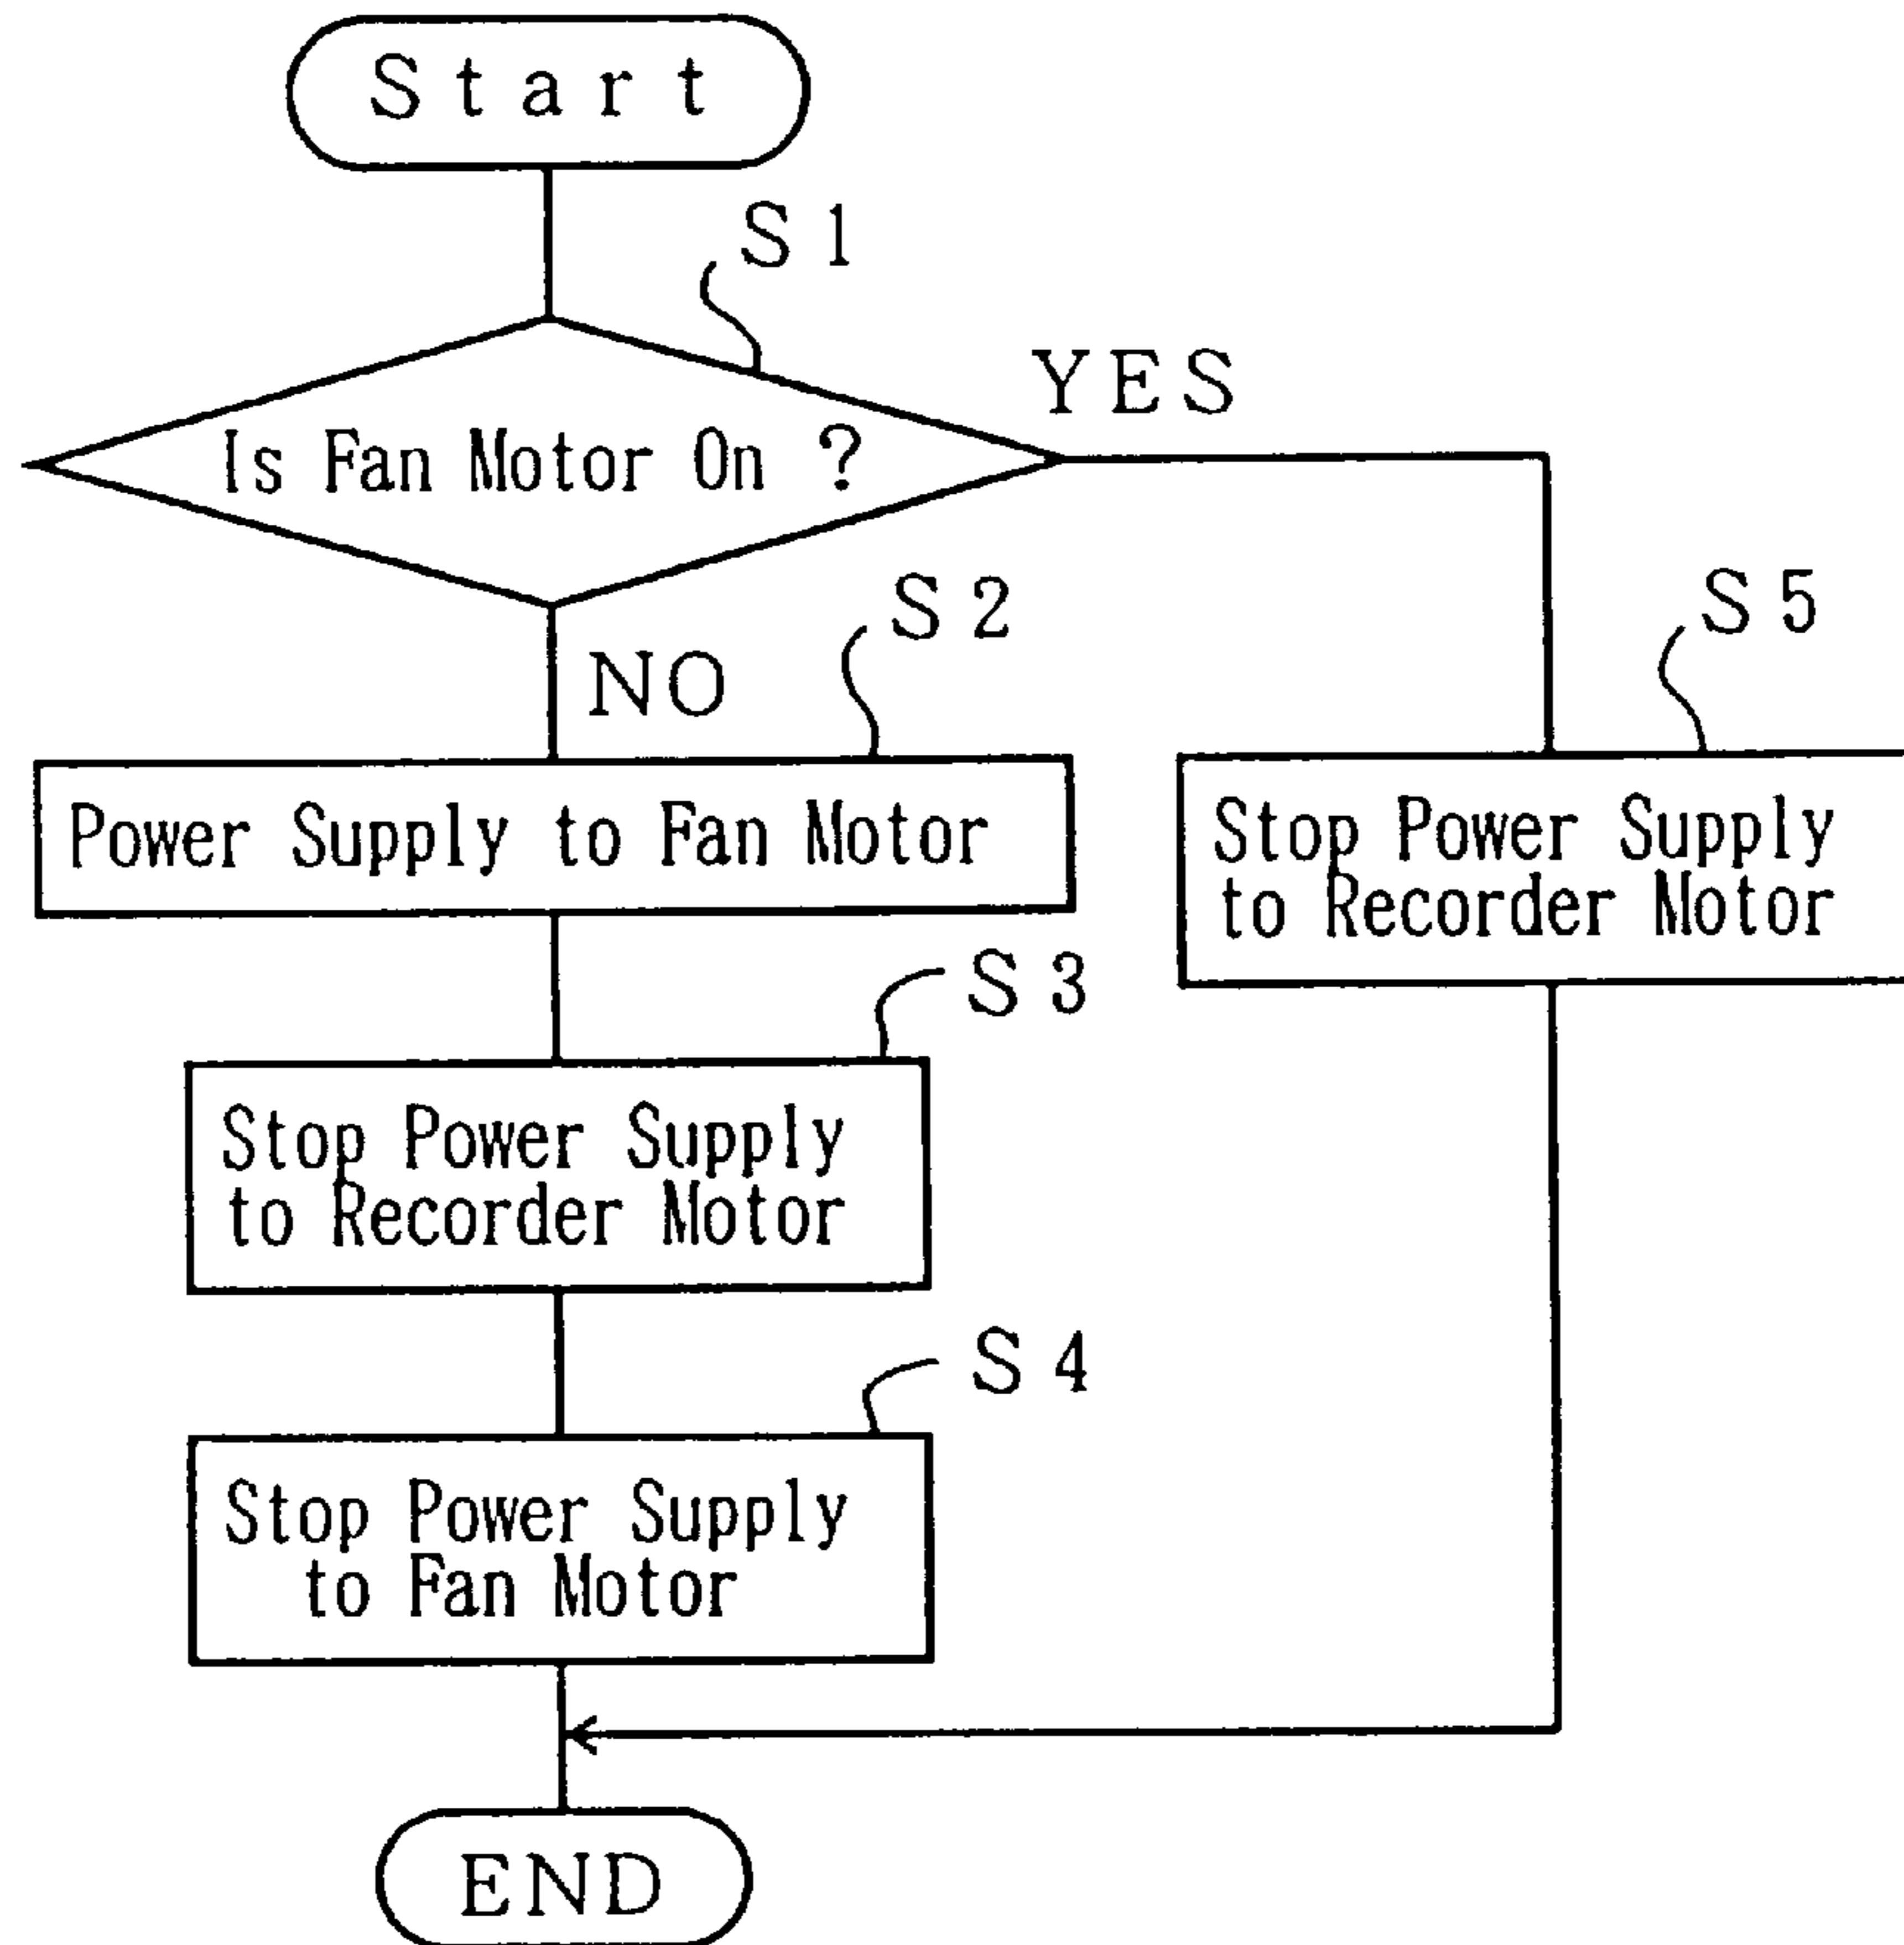 Start
S1
Is Fan Motor On ?
YES
NO
S2
Power Supply to Fan Motor
S5
Stop Power Supply
to Recorder Motor
S3
Stop Power Supply
to Recorder Motor
S4
Stop Power Supply
to Fan Motor
END